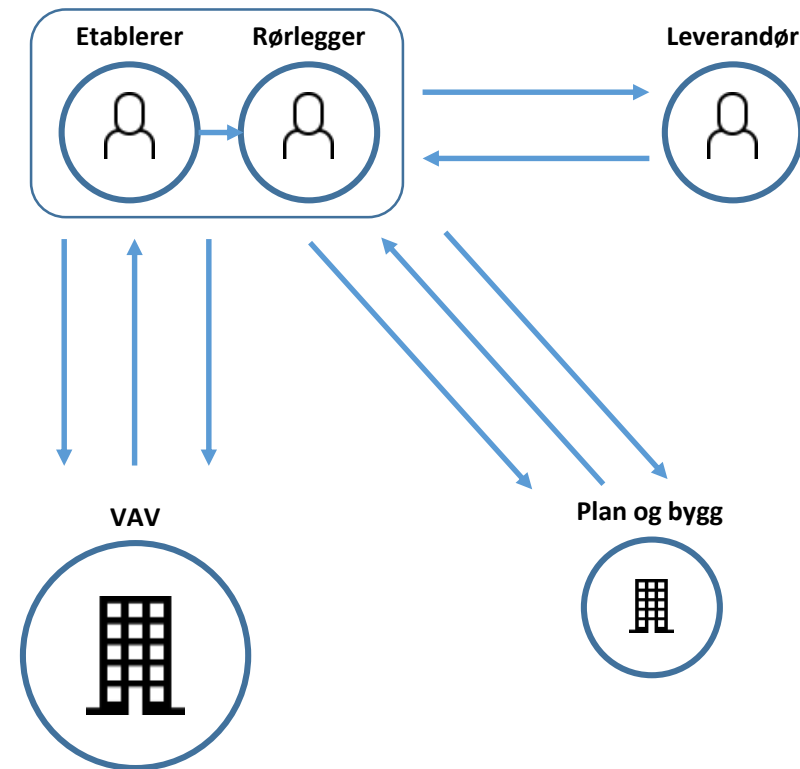 Etablerer
Rørlegger
Leverandør
VAV
Plan og bygg